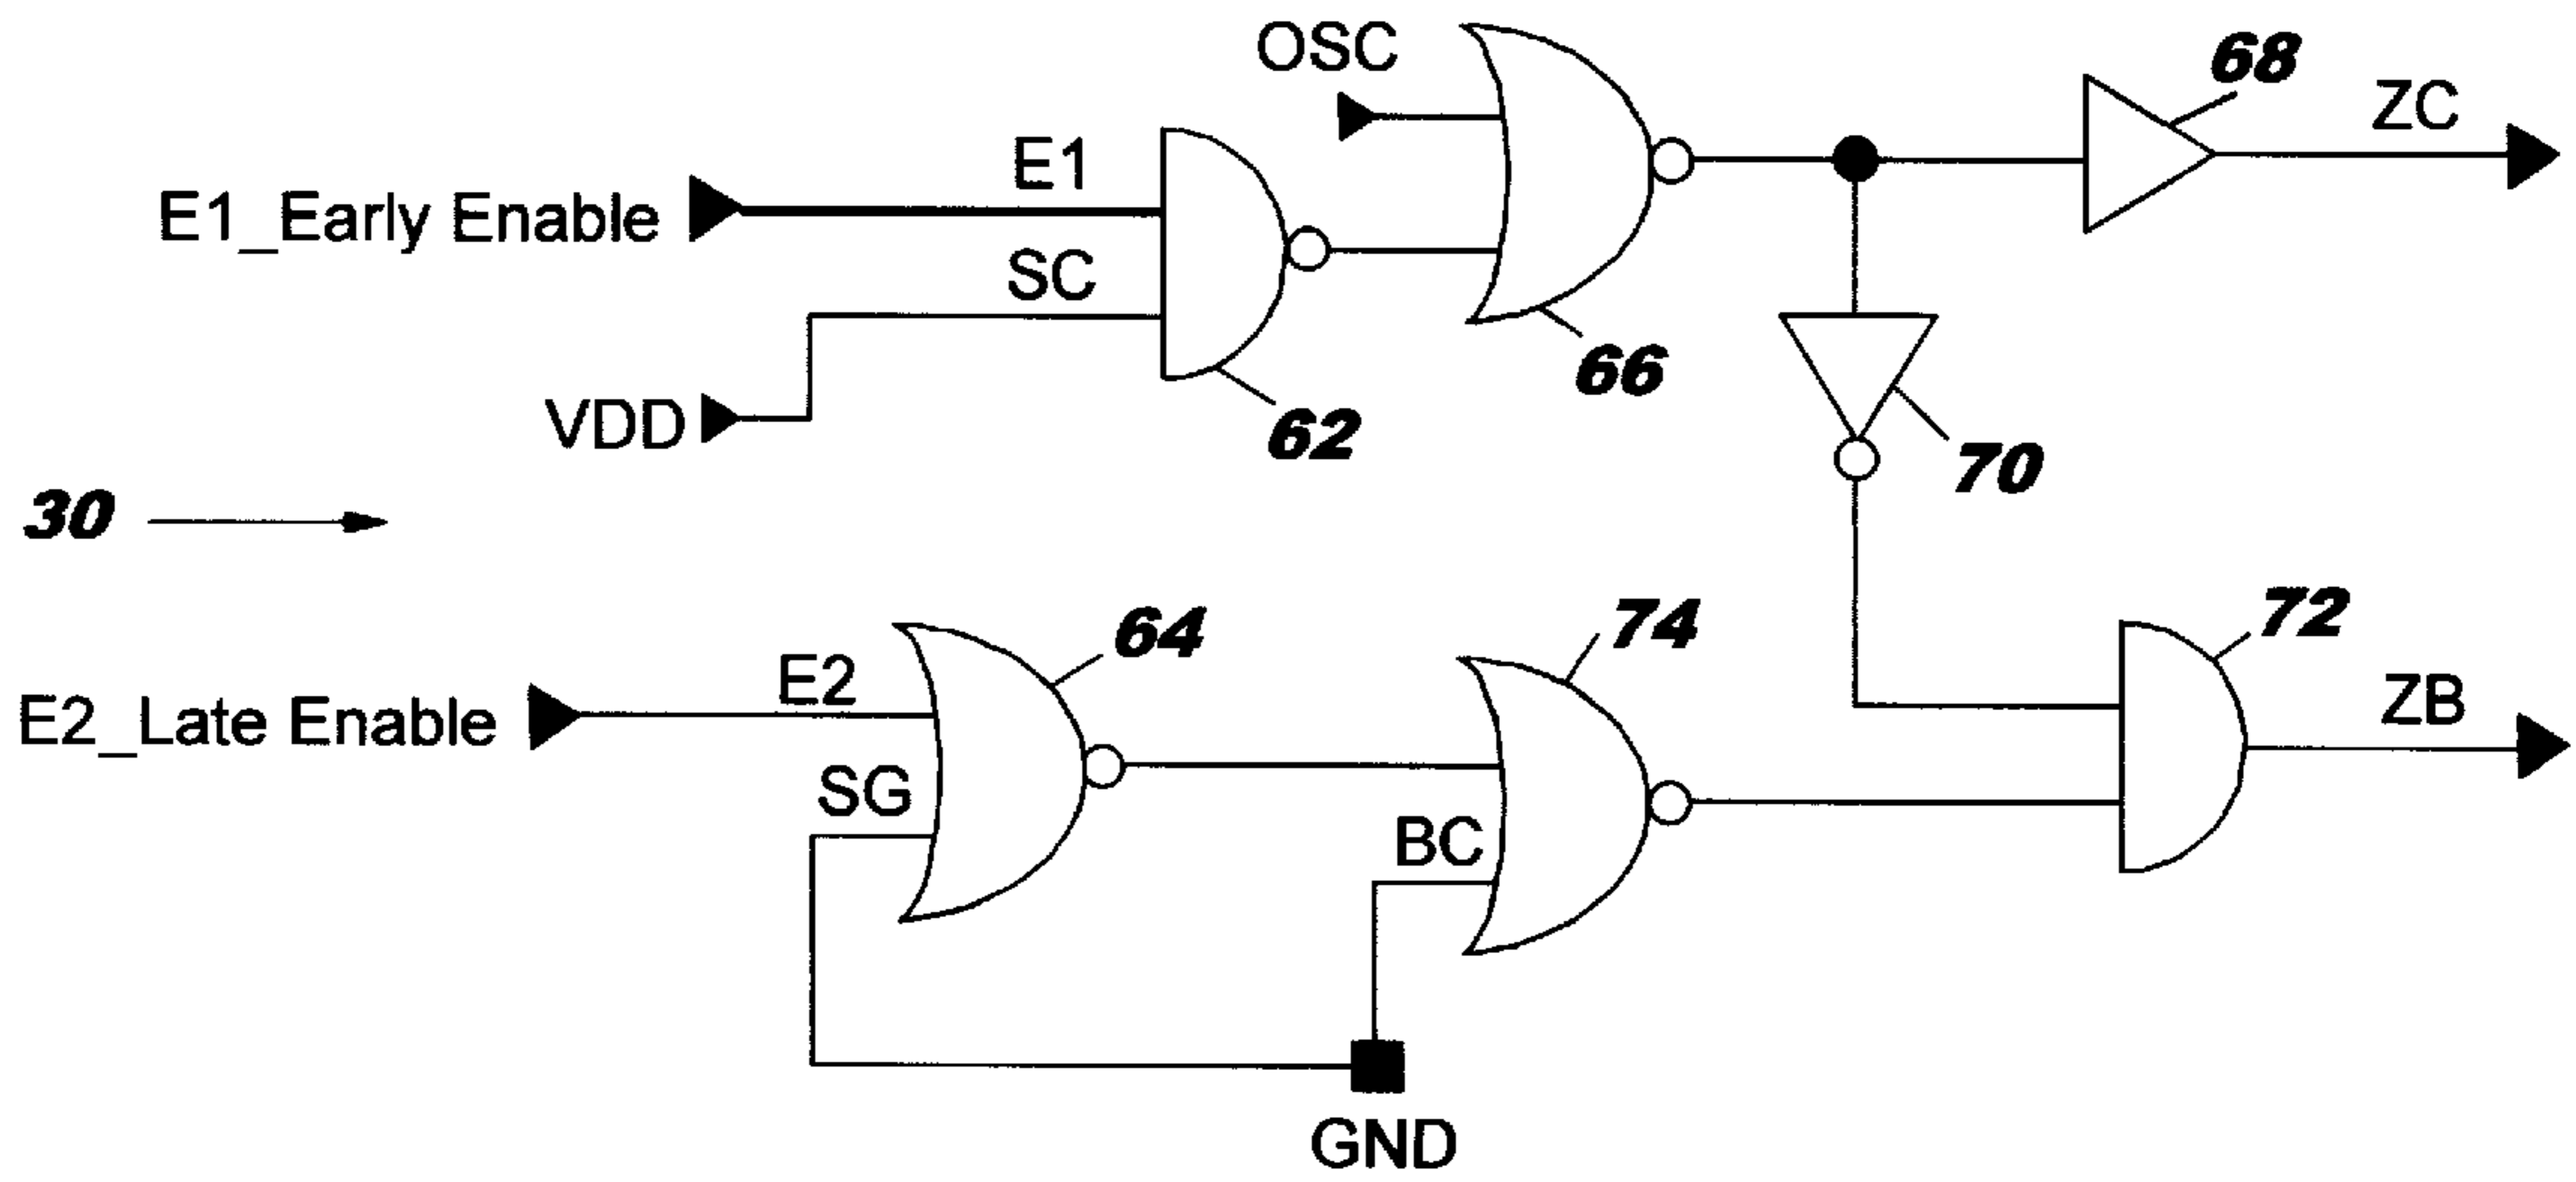 OSC
68
ZC
E1
E1_Early Enable
SC
66
VDD
62
70
30
64
74
72
E2
E2_Late Enable
ZB
SG
BC
GND